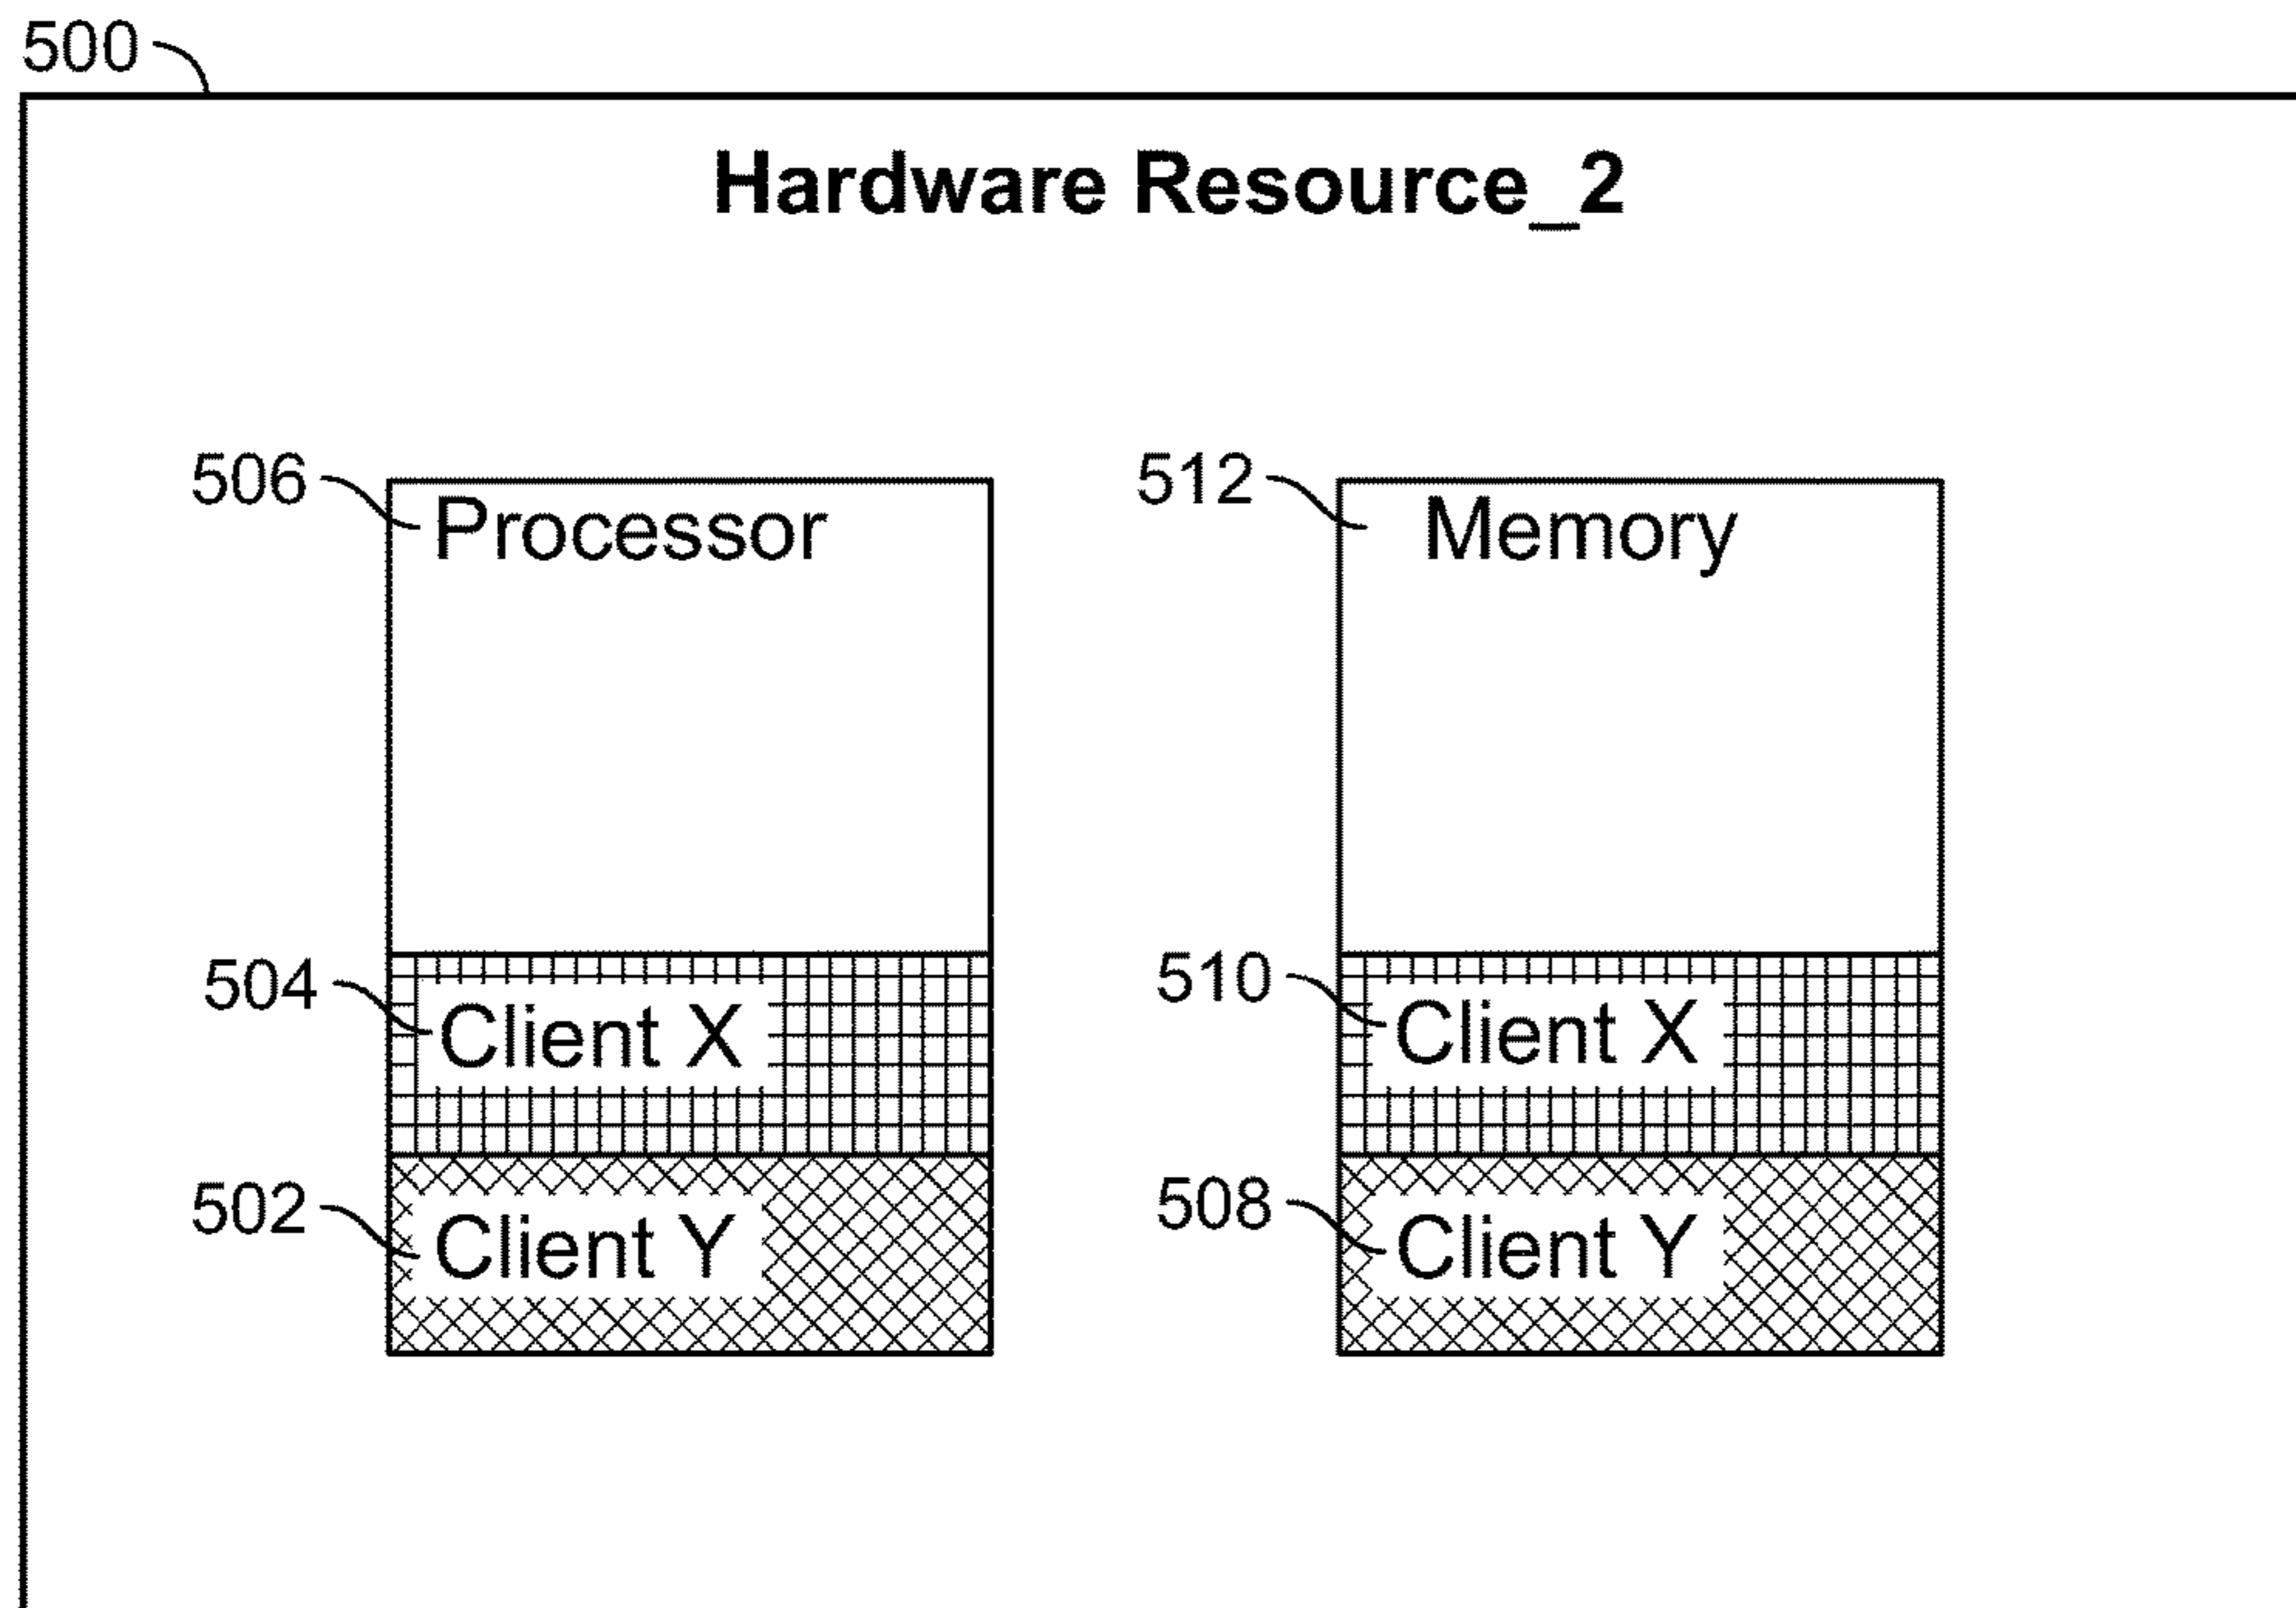 500
Hardware Resource_2
506
Processor
512
Memory
504
Client X
510
Client X
502
Client Y
508
Client Y